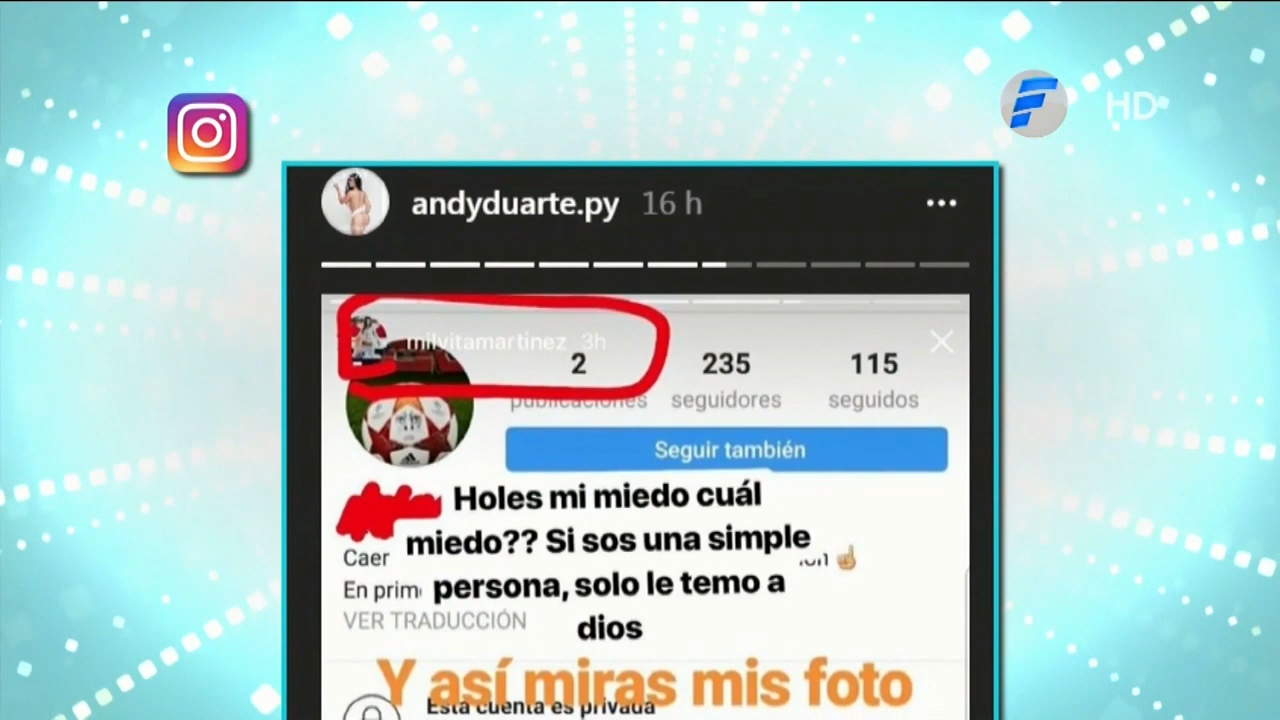 HD
andyduarte.py 16 h
milvitamartinez 3h
2 235 115
publicaciones seguidores seguidos
Seguir también
Holes mi miedo cuál
miedo?? Si sos una simple
Caer
persona, solo le temo a
En prim
VER TRADUCCIÓN
dios
Y así miras mis foto
Esta cuenta es privada